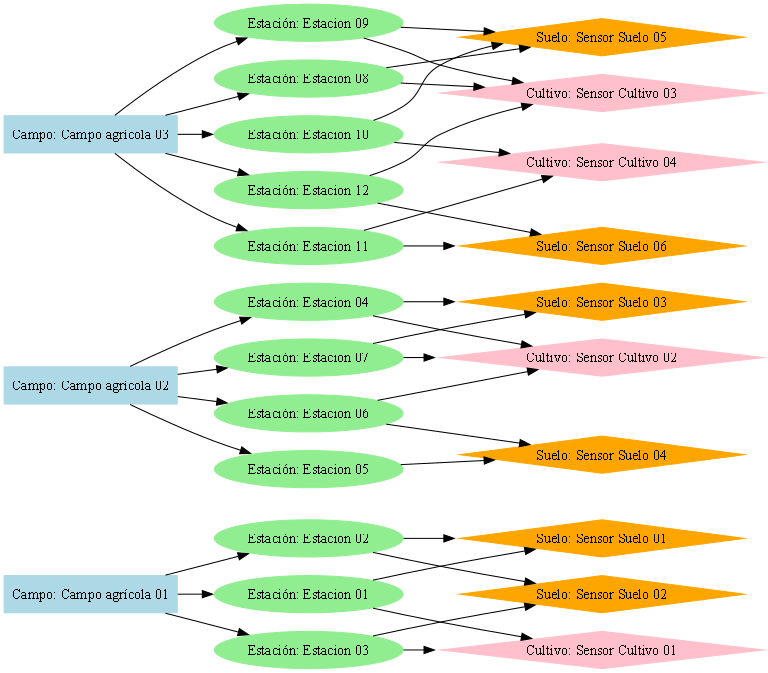 Estación: Estacion 09
Suelo: Sensor Suelo 05
Estación: Estacion 08
Cultivo: Sensor Cultivo 03
Campo: Campo agrícola 03
Estación: Estacion 10
Cultivo: Sensor Cultivo 04
Estación: Estacion 12
Estación: Estacion 11
Suelo: Sensor Suelo 06
Estación: Estacion 04
Suelo: Sensor Suelo 03
Estación: Estacion 07
Cultivo: Sensor Cultivo 02
Campo: Campo agrícola 02
Estación: Estacion 06
Suelo: Sensor Suelo 04
Estación: Estacion 05
Estación: Estacion 02
Suelo: Sensor Suelo 01
Campo: Campo agrícola 01
Estación: Estacion 01
Suelo: Sensor Suelo 02
Estación: Estacion 03
Cultivo: Sensor Cultivo 01